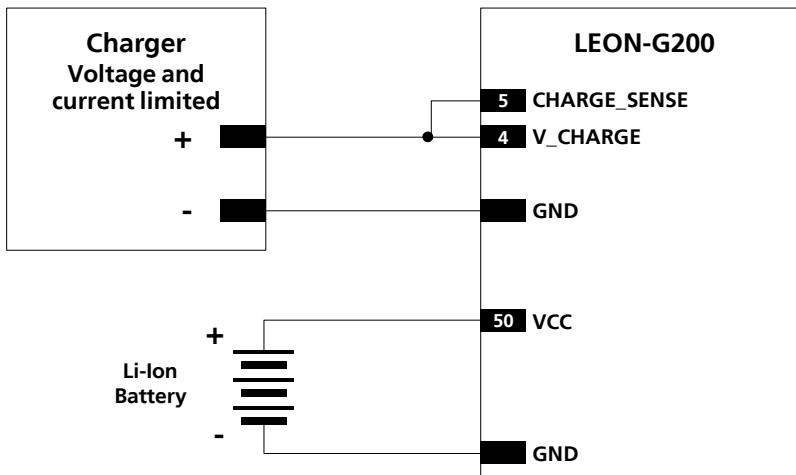 Charger
Voltage and
current limited
+
-
LEON-G200
5 CHARGE_SENSE
4 V_CHARGE
GND
50 VCC
+
Li-Ion
Battery
-
GND